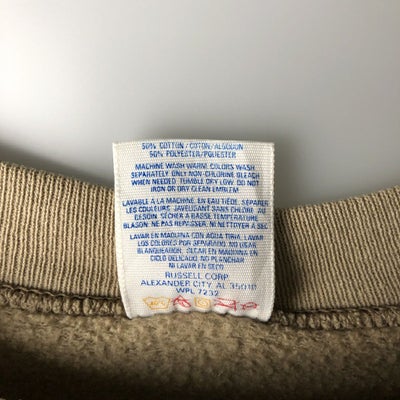 50% COTTON/COTON/ALGODON
50% POLYESTER/POLIESTER
MACHINE WASH WARM, COLORS WASH
SEPARATELY ONLY NON-CHLORINE BLEACH
WHEN NEEDED. TUMBLE DRY LOW. DO NOT
IRON OR DRY CLEAN EMBLEM.
LAVABLE A LA MACHINE, EN EAU TIÉDE. SÉPARER
LES COULEURS. JAVELISANT SANS CHLORE AU
BESOIN. SÉCHER A BASSE TEMPÉRATURE.
BLASON: NE PAS REPASSER, NI NETTOYER A SEC
LAVAR EN MAQUINA CON AGUA TIBIA, LAVAR
LOS COLORES POR SEPARADO. NO USAR
BLANQUEADOR. SECAR EN MAQUINA EN
CICLO DELICADO. NO PLANCHAR
NI LAVAR EN SECO
RUSSELL CORP.
ALEXANDER CITY, AL 35010
WPL 7232